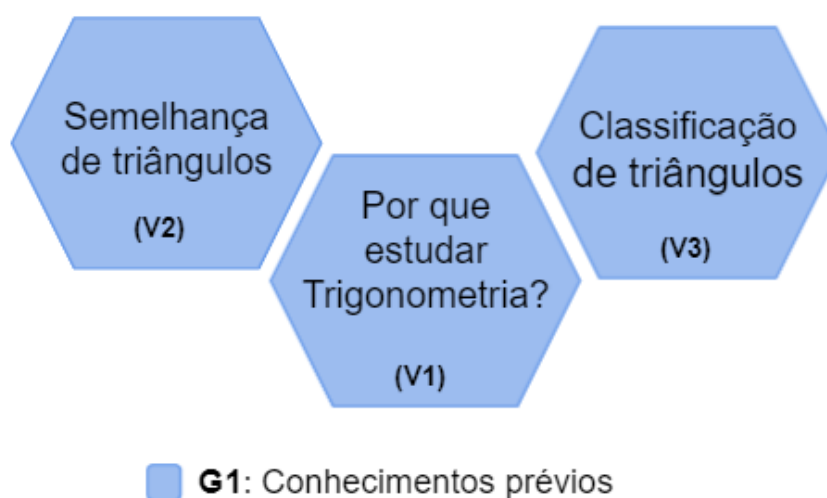 Semelhança
de triângulos
(V2)
Por que
estudar
Trigonometria?
(V1)
Classificação
de triângulos
(V3)
G1: Conhecimentos prévios